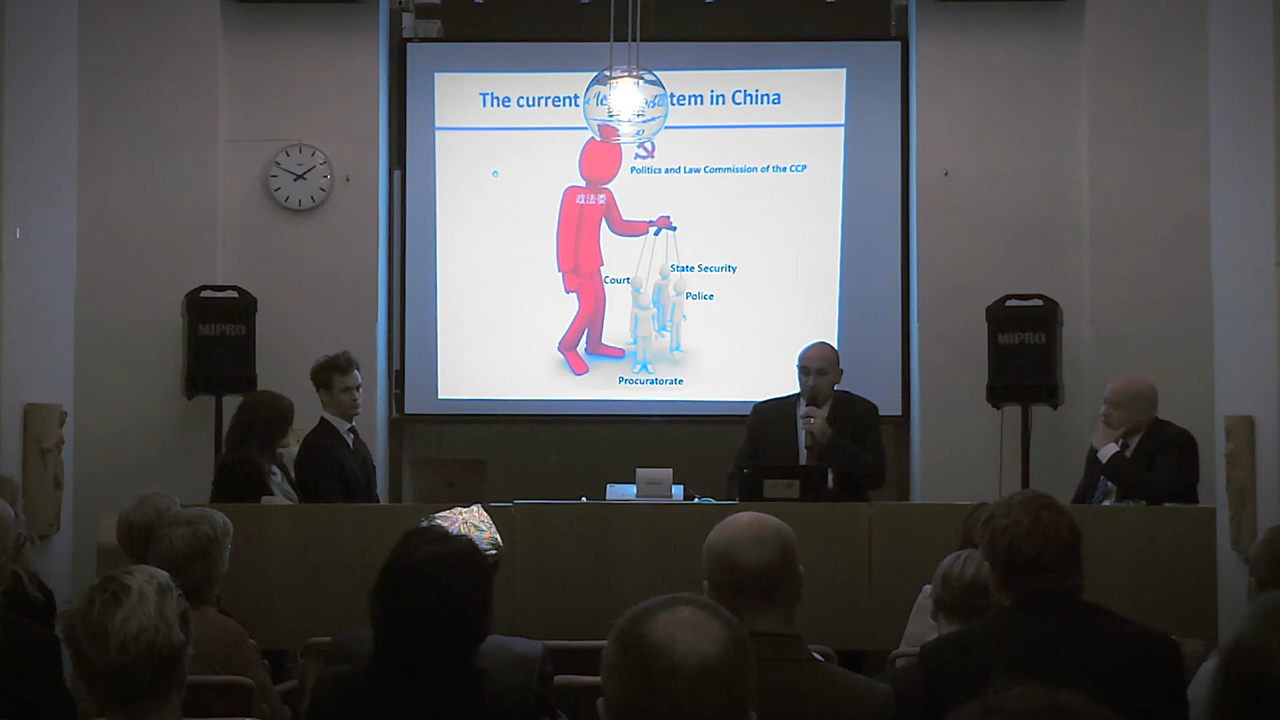 The current tem in China
Politics and Law Commission of the CCP
政法委
State Security
Court
Police
Procuratorate
MIPRO
MIPRO